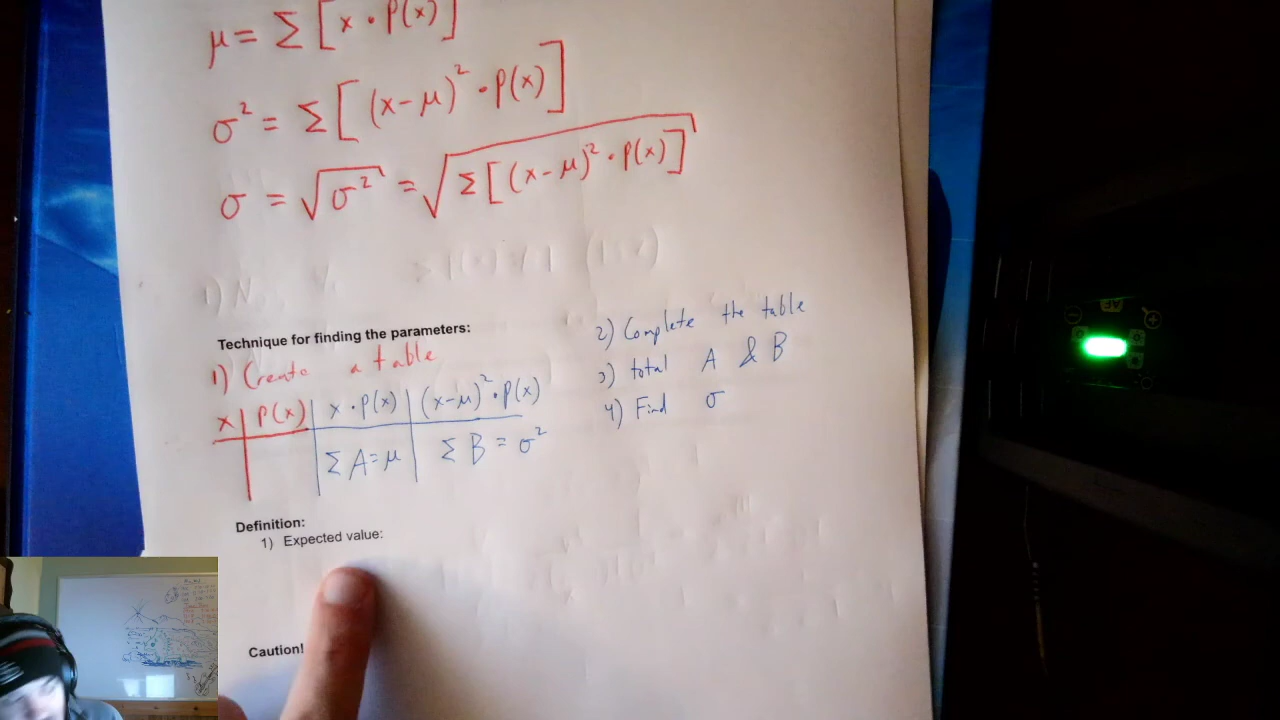 μ = Σ [x · P(x)]
σ² = Σ [(x-μ)² · P(x)]
σ = √σ² = √Σ[(x-μ)² · P(x)]
Technique for finding the parameters:
1) Create a table
x | P(x) | x · P(x) | (x-μ)² · P(x)
Σ A = μ | Σ B = σ²
2) Complete the table
3) total A & B
4) Find σ
Definition:
1) Expected value:
Caution!
AF